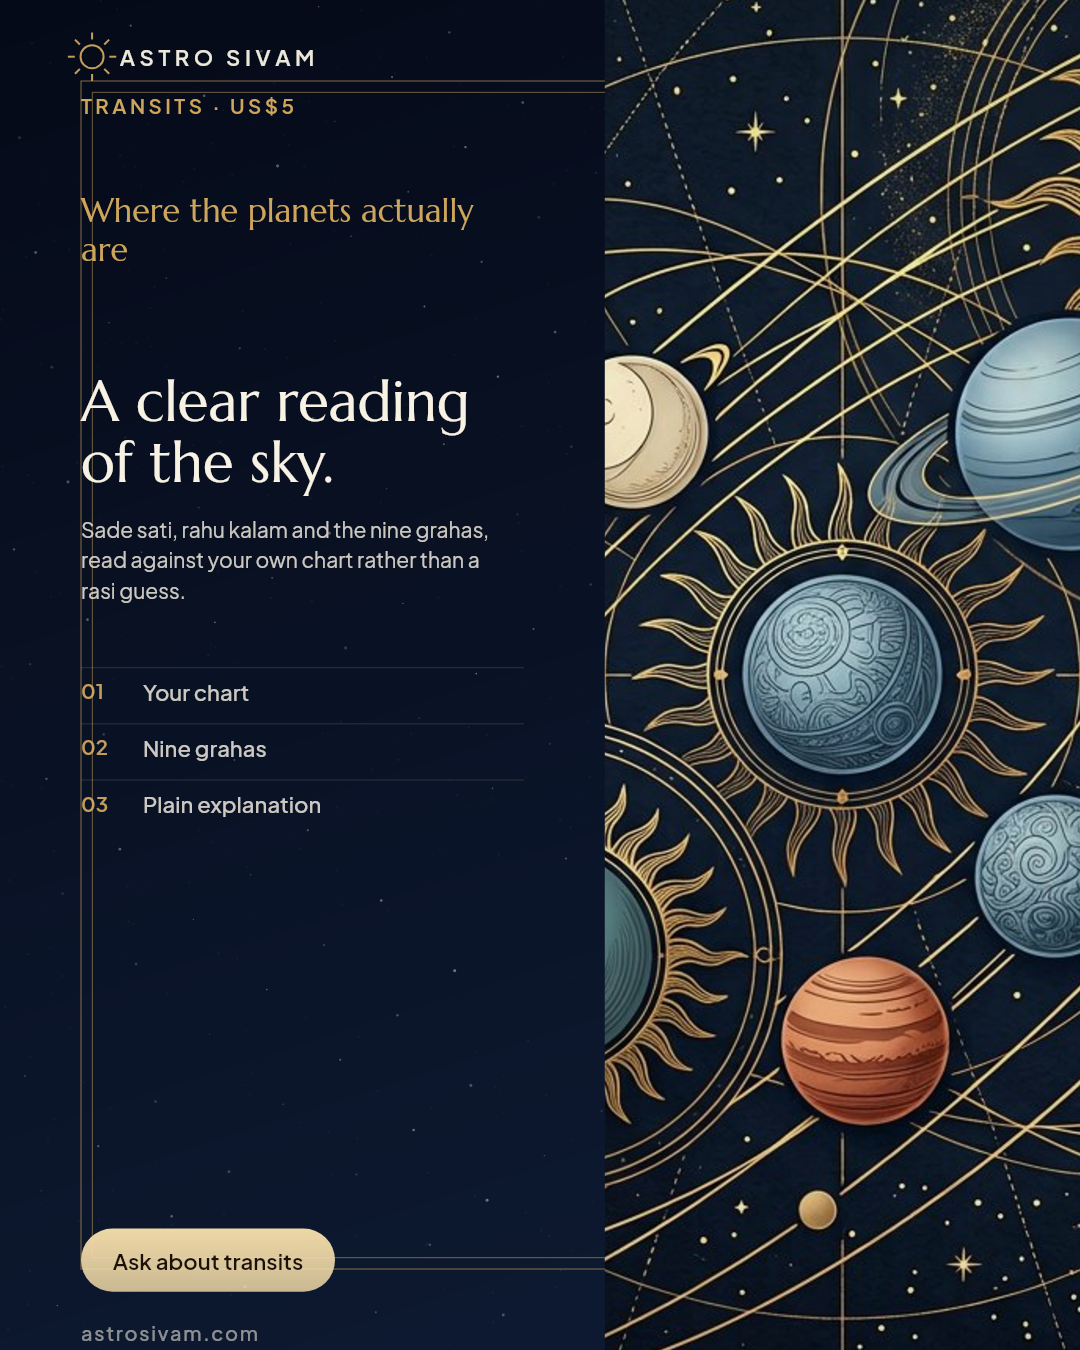 ASTRO SIVAM
TRANSITS · US$5
Where the planets actually
are
A clear reading
of the sky.
Sade sati, rahu kalam and the nine grahas,
read against your own chart rather than a
rasi guess.
01 Your chart
02 Nine grahas
03 Plain explanation
Ask about transits
astrosivam.com